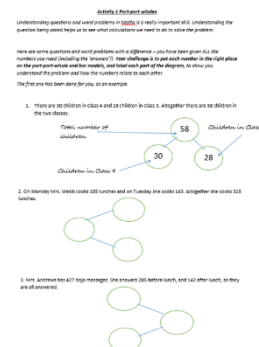 Activity 1 Part-part wholes
Understanding questions and word problems in Maths is a really important skill. Understanding the
question being asked helps us to see what calculations we need to do to solve the problem.
Here are some questions and word problems with a difference – you have been given ALL the
numbers you need (including the 'answers'!). Your challenge is to put each number in the right place
on the part-part-whole and bar models, and label each part of the diagram, to show you
understand the problem and how the numbers relate to each other
The first one has been done for you, as an example.
1. There are 30 children in Class 4 and 28 children in Class 3. Altogether there are 58 children in
the two classes.
Total number of
children
58
Children in Class
30
28
Children in Class 4
2. On Monday Mrs. Webb cooks 185 lunches and on Tuesday she cooks 143. Altogether she cooks 328
lunches.
3. Mrs. Andrews has 427 dojo messages. She answers 285 before lunch, and 142 after lunch, so they
are all answered.